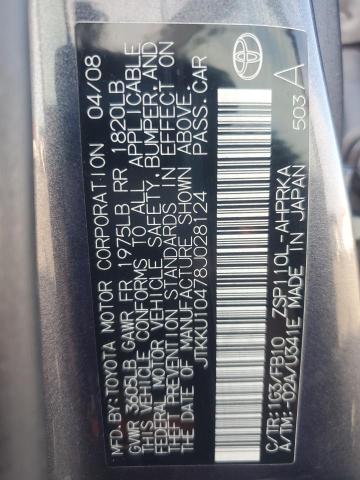 MFD.BY:TOYOTA MOTOR CORPORATION 04/08
GVWR 3605LB GAWR FR 1975LB RR 1820LB
THIS VEHICLE CONFORMS TO ALL APPLICABLE
FEDERAL MOTOR VEHICLE SAFETY,BUMPER,AND
THEFT PREVENTION STANDARDS IN EFFECT ON
THE DATE OF MANUFACTURE SHOWN ABOVE.
JTKKU10478J028124 PASS.CAR
C/TR:1G3/FB10 ZSP110L-AHPRKA
A/TM:-02A/U341E MADE IN JAPAN
503 A
TOYOTA